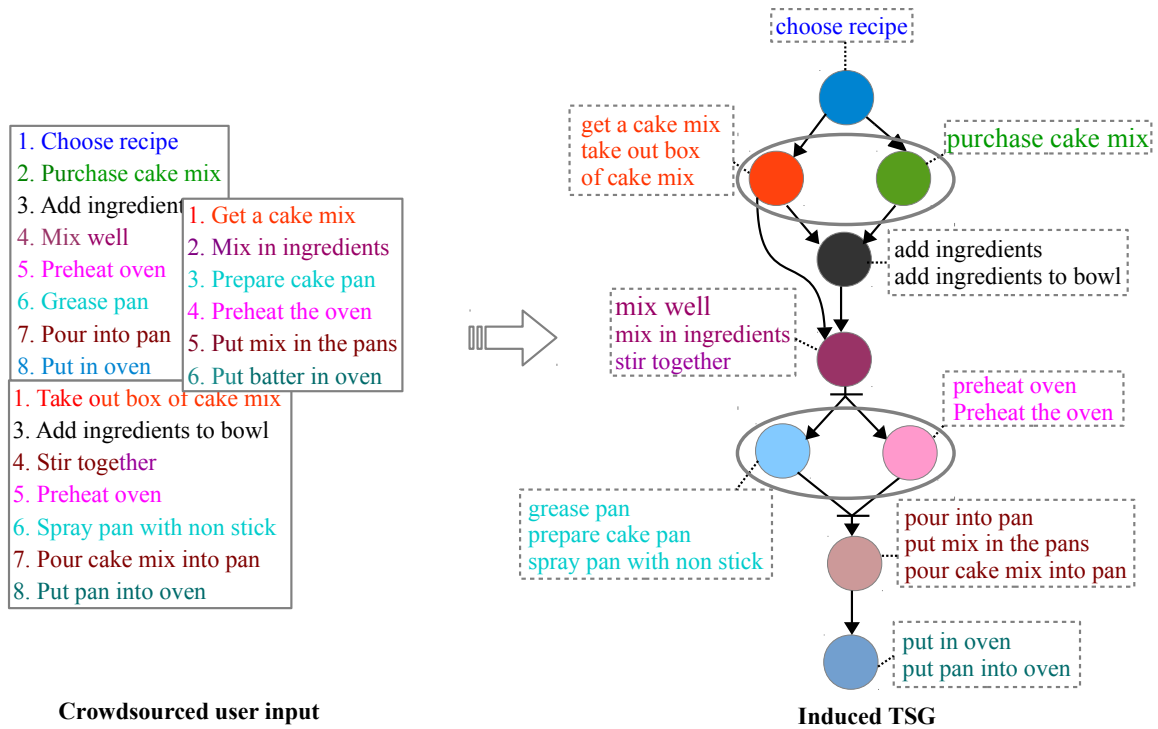 1. Choose recipe
2. Purchase cake mix
3. Add ingredient
4. Mix well
5. Preheat oven
6. Grease pan
7. Pour into pan
8. Put in oven
1. Get a cake mix
2. Mix in ingredients
3. Prepare cake pan
4. Preheat the oven
5. Put mix in the pans
6. Put batter in oven
1. Take out box of cake mix
3. Add ingredients to bowl
4. Stir together
5. Preheat oven
6. Spray pan with non stick
7. Pour cake mix into pan
8. Put pan into oven
Crowdsourced user input
choose recipe
get a cake mix
take out box
of cake mix
purchase cake mix
add ingredients
add ingredients to bowl
mix well
mix in ingredients
stir together
preheat oven
Preheat the oven
grease pan
prepare cake pan
spray pan with non stick
pour into pan
put mix in the pans
pour cake mix into pan
put in oven
put pan into oven
Induced TSG